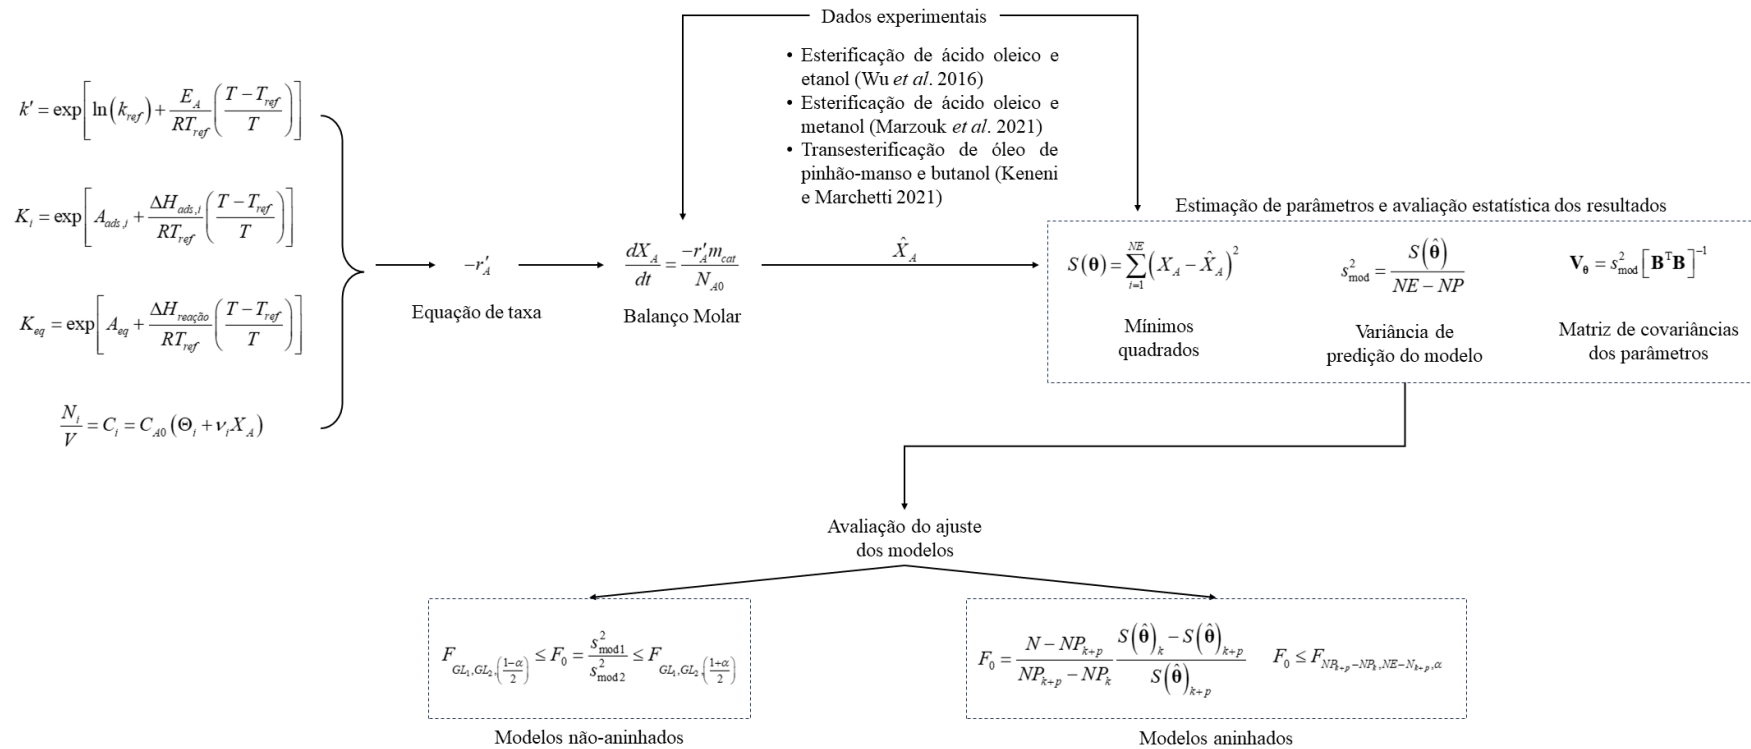 Dados experimentais
• Esterificação de ácido oleico e
etanol (Wu et al. 2016)
• Esterificação de ácido oleico e
metanol (Marzouk et al. 2021)
• Transesterificação de óleo de
pinhão-manso e butanol (Keneni
e Marchetti 2021)
k′ = exp[ln(k_ref) + E_A/(RT_ref) ((T − T_ref)/T)]
K_i = exp[A_ads,i + ΔH_ads,i/(RT_ref) ((T − T_ref)/T)]
K_eq = exp[A_eq + ΔH_reação/(RT_ref) ((T − T_ref)/T)]
N_i/V = C_i = C_A0 (Θ_i + ν_i X_A)
−r′_A
Equação de taxa
dX_A/dt = −r′_A m_cat/N_A0
Balanço Molar
X̂_A
Estimação de parâmetros e avaliação estatística dos resultados
S(θ) = ∑_{i=1}^{NE} (X_A − X̂_A)²
Mínimos
quadrados
s²_mod = S(θ̂)/(NE − NP)
Variância de
predição do modelo
V_θ = s²_mod [BᵀB]⁻¹
Matriz de covariâncias
dos parâmetros
Avaliação do ajuste
dos modelos
F_{GL₁,GL₂,((1−α)/2)} ≤ F₀ = s²_mod1/s²_mod2 ≤ F_{GL₁,GL₂,((1+α)/2)}
Modelos não-aninhados
F₀ = (N − NP_{k+p})/(NP_{k+p} − NP_k) (S(θ̂)_k − S(θ̂)_{k+p})/S(θ̂)_{k+p} F₀ ≤ F_{NP_{k+p}−NP_k,NE−N_{k+p},α}
Modelos aninhados